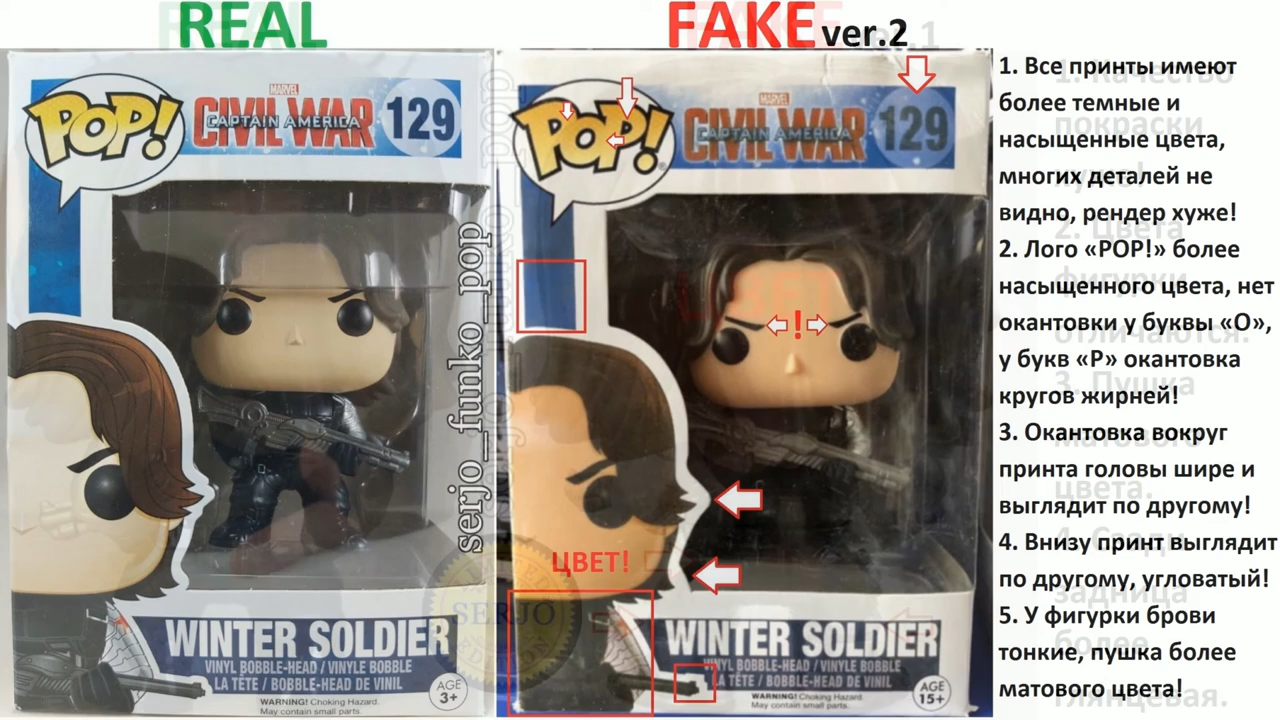 REAL
FAKE ver.2
POP!
MARVEL
CIVIL WAR
CAPTAIN AMERICA
129
WINTER SOLDIER
VINYL BOBBLE-HEAD / VINYLE BOBBLE
LA TÊTE / BOBBLE-HEAD DE VINIL
WARNING! Choking Hazard.
May contain small parts.
AGE
3+
serjo_funko_pop
POP!
MARVEL
CIVIL WAR
CAPTAIN AMERICA
129
!
ЦВЕТ!
SERJO
WINTER SOLDIER
VINYL BOBBLE-HEAD / VINYLE BOBBLE
LA TÊTE / BOBBLE-HEAD DE VINIL
WARNING! Choking Hazard.
May contain small parts.
AGE
15+
1. Все принты имеют
более темные и
насыщенные цвета,
многих деталей не
видно, рендер хуже!
2. Лого «POP!» более
насыщенного цвета, нет
окантовки у буквы «О»,
у букв «Р» окантовка
кругов жирней!
3. Окантовка вокруг
принта головы шире и
выглядит по другому!
4. Внизу принт выглядит
по другому, угловатый!
5. У фигурки брови
тонкие, пушка более
матового цвета!